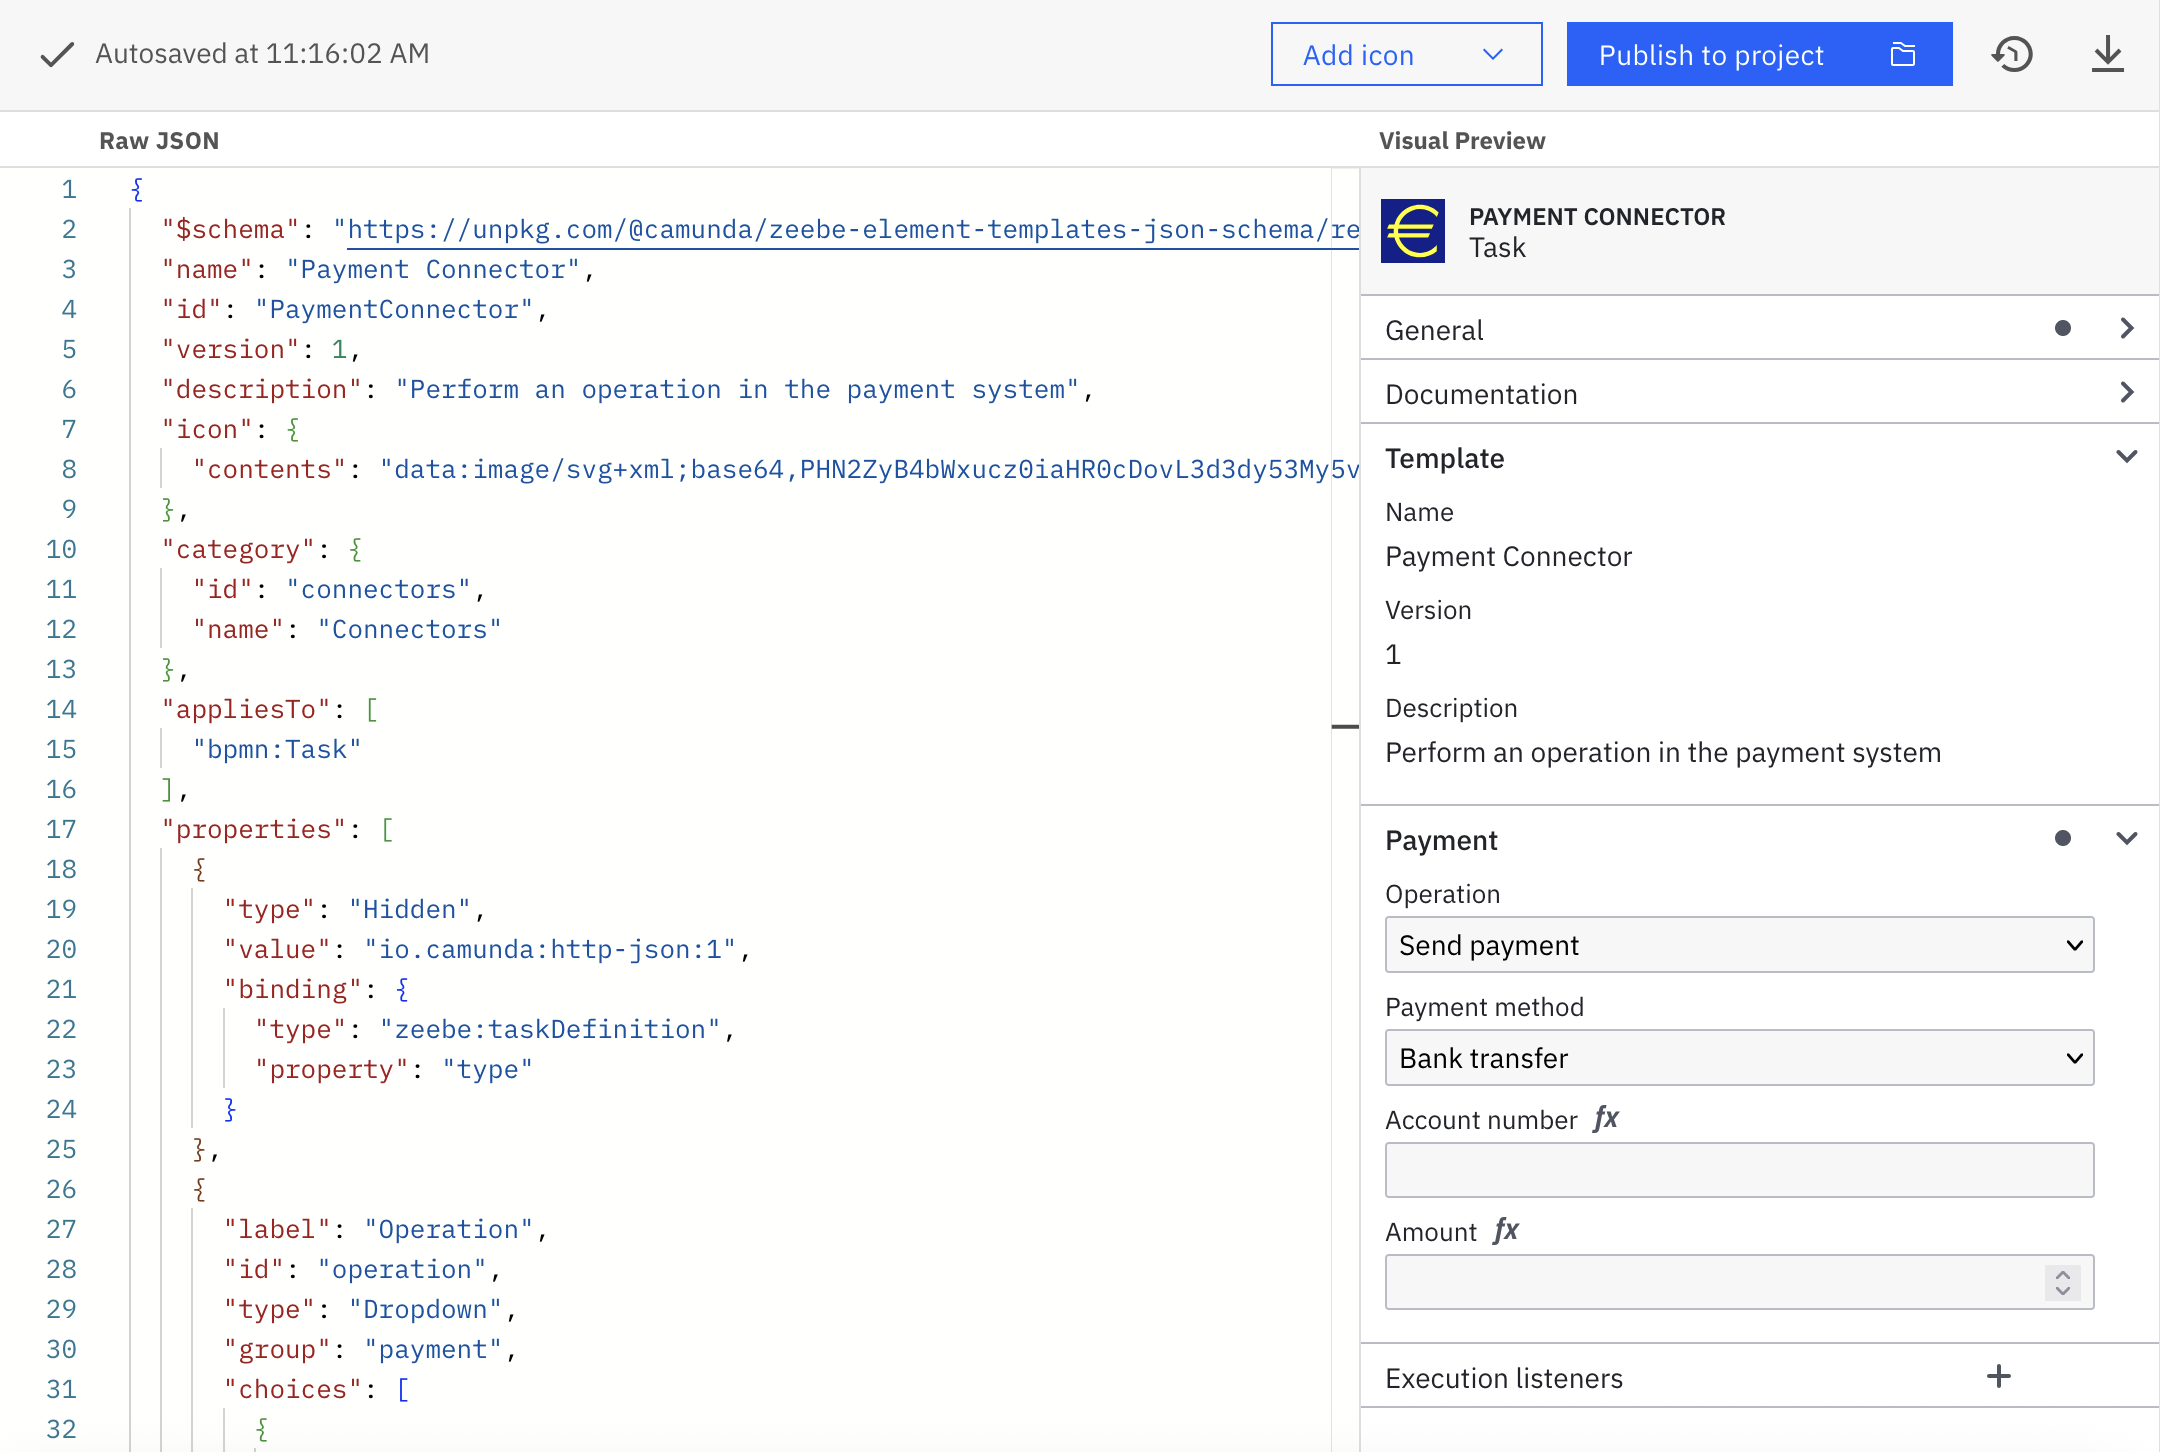 Autosaved at 11:16:02 AM
Add icon
Publish to project
Raw JSON
1 {
2 "$schema": "https://unpkg.com/@camunda/zeebe-element-templates-json-schema/re
3 "name": "Payment Connector",
4 "id": "PaymentConnector",
5 "version": 1,
6 "description": "Perform an operation in the payment system",
7 "icon": {
8 "contents": "data:image/svg+xml;base64,PHN2ZyB4bWxucz0iaHR0cDovL3d3dy53My5v
9 },
10 "category": {
11 "id": "connectors",
12 "name": "Connectors"
13 },
14 "appliesTo": [
15 "bpmn:Task"
16 ],
17 "properties": [
18 {
19 "type": "Hidden",
20 "value": "io.camunda:http-json:1",
21 "binding": {
22 "type": "zeebe:taskDefinition",
23 "property": "type"
24 }
25 },
26 {
27 "label": "Operation",
28 "id": "operation",
29 "type": "Dropdown",
30 "group": "payment",
31 "choices": [
32 {
Visual Preview
€
PAYMENT CONNECTOR
Task
General
Documentation
Template
Name
Payment Connector
Version
1
Description
Perform an operation in the payment system
Payment
Operation
Send payment
Payment method
Bank transfer
Account number fx
Amount fx
Execution listeners